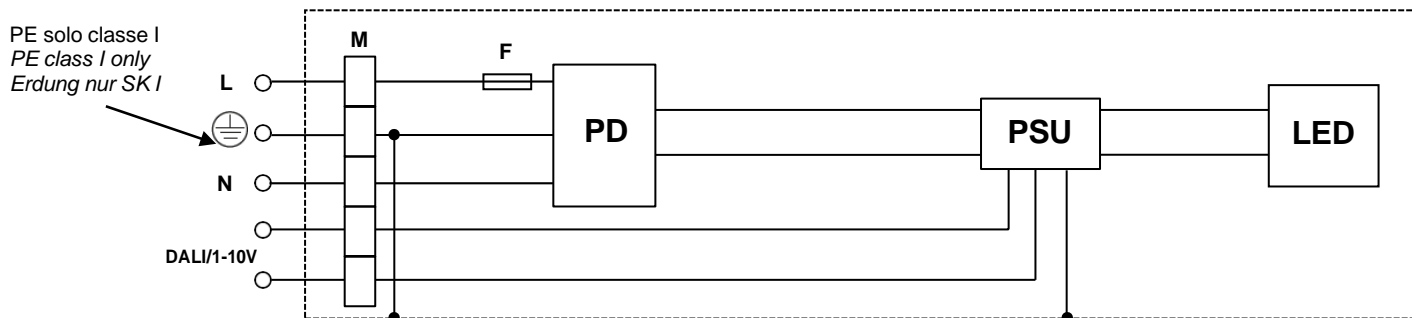 PE solo classe I
PE class I only
Erdung nur SK I
M
F
L
PD
PSU
LED
N
DALI/1-10V